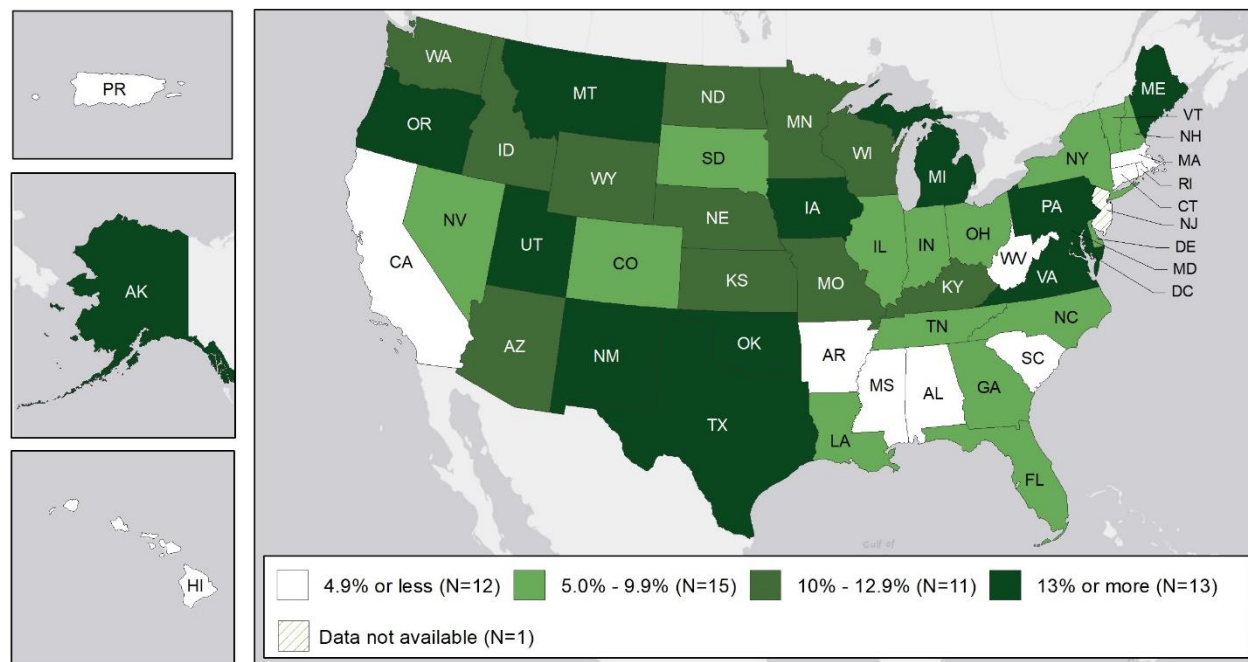 PR
AK
HI
WA
MT
ND
MN
ME
VT
NH
OR
ID
SD
WI
NY
MA
RI
WY
MI
CT
NJ
NE
IA
PA
NV
UT
IL
IN
OH
DE
CA
CO
WV
MD
VA
DC
KS
MO
KY
TN
NC
AZ
NM
OK
AR
SC
MS
AL
GA
TX
LA
FL
Gulf of
4.9% or less (N=12)
5.0% - 9.9% (N=15)
10% - 12.9% (N=11)
13% or more (N=13)
Data not available (N=1)